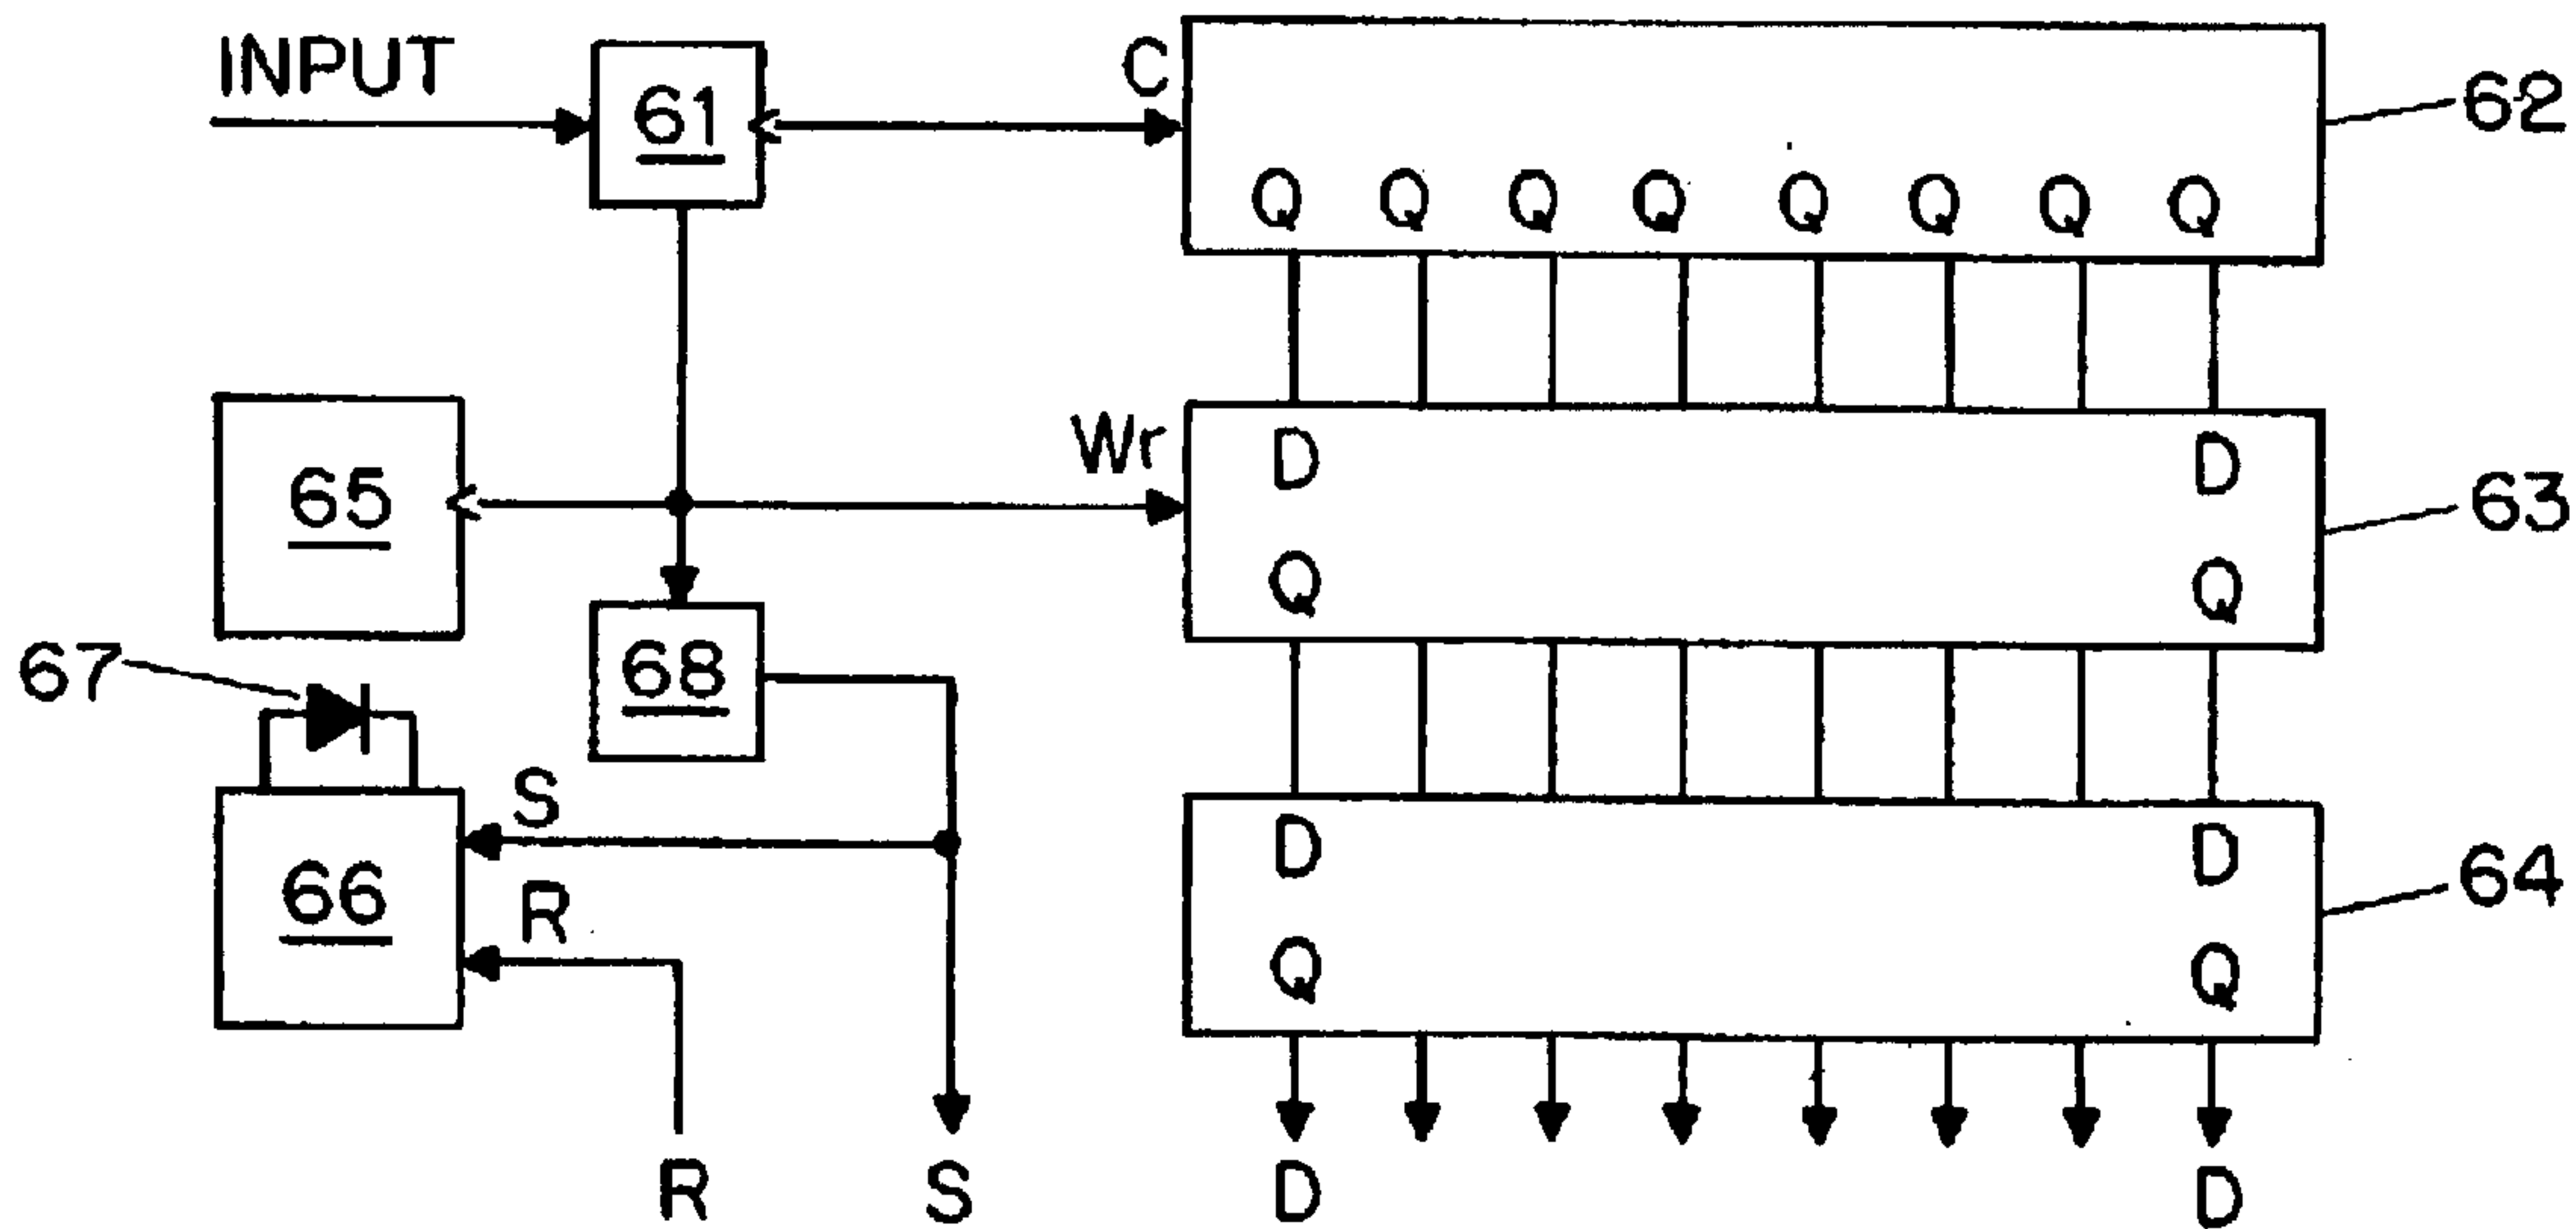 INPUT
61
C
62
Q Q Q Q Q Q Q Q
65
Wr
D D
63
Q Q
67
68
S
66
R
D D
64
Q Q
R S D D